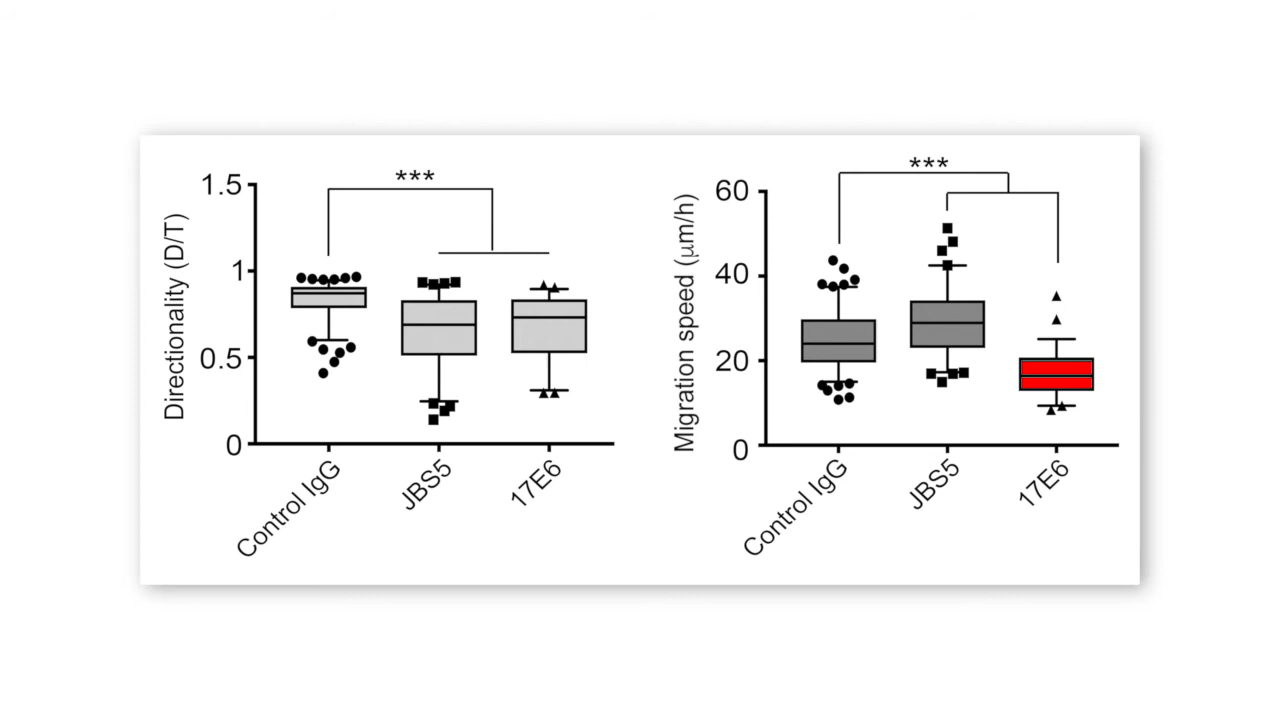 ***
1.5
1
0.5
0
Directionality (D/T)
Control IgG
JBS5
17E6
***
60
40
20
0
Migration speed (μm/h)
Control IgG
JBS5
17E6